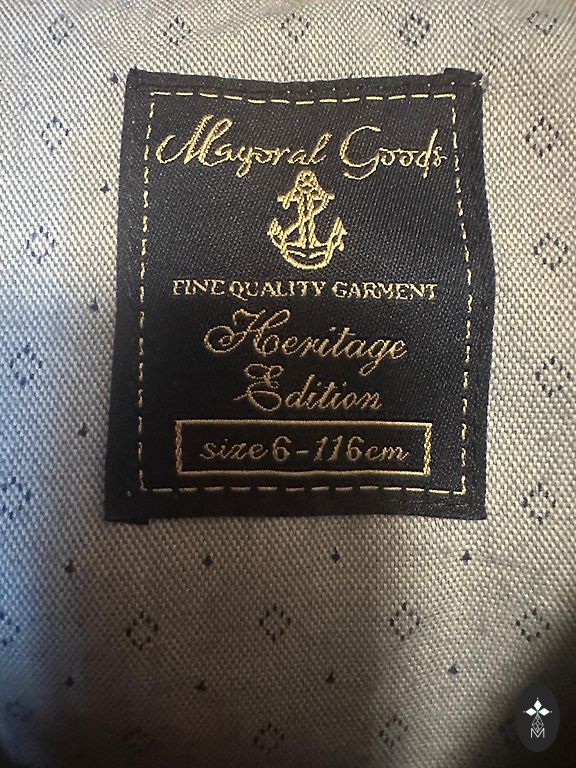 Mayoral Goods
FINE QUALITY GARMENT
Heritage
Edition
size 6-116cm
M